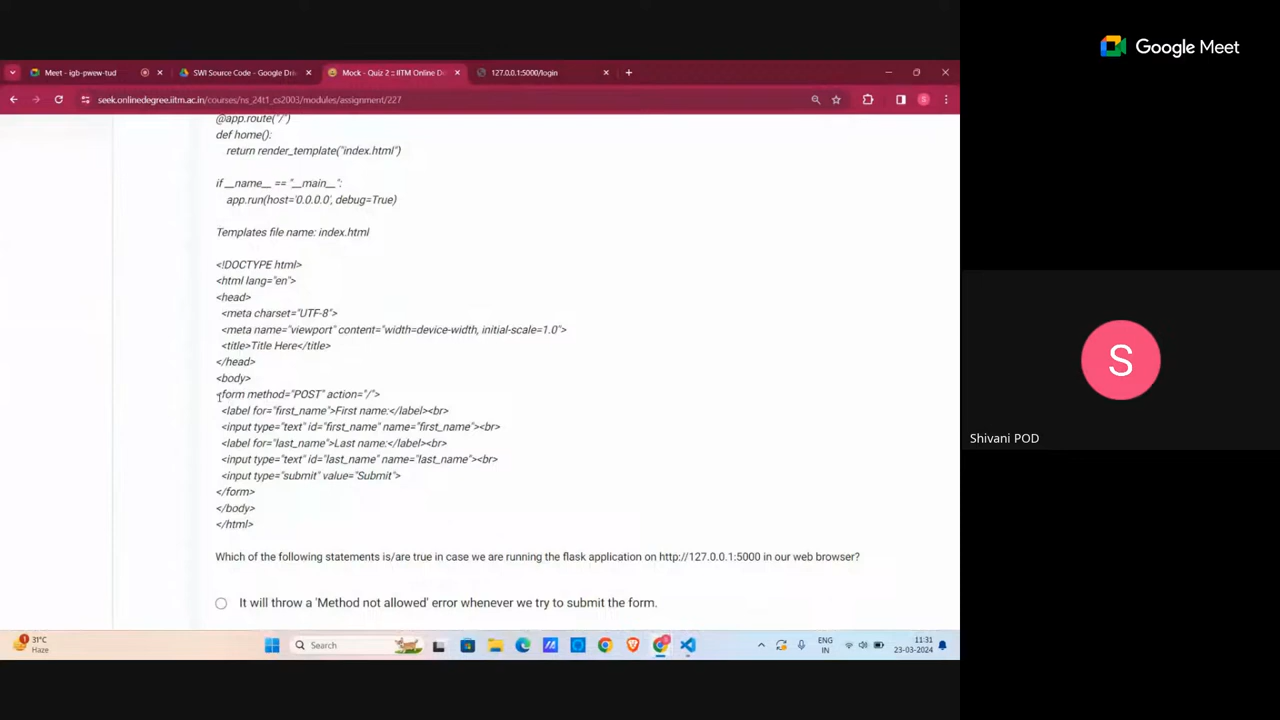 Google Meet
Meet - igb-pwew-tud
SWI Source Code - Google Dri
Mock - Quiz 2 :: IITM Online De
127.0.0.1:5000/login
seek.onlinedegree.iitm.ac.in/courses/ns_24t1_cs2003/modules/assignment/227
S
@app.route("/")
def home():
return render_template("index.html")
if __name__ == "__main__":
app.run(host='0.0.0.0', debug=True)
Templates file name: index.html
<!DOCTYPE html>
<html lang="en">
<head>
<meta charset="UTF-8">
<meta name="viewport" content="width=device-width, initial-scale=1.0">
<title>Title Here</title>
</head>
<body>
<form method="POST" action="/">
<label for="first_name">First name:</label><br>
<input type="text" id="first_name" name="first_name"><br>
<label for="last_name">Last name:</label><br>
<input type="text" id="last_name" name="last_name"><br>
<input type="submit" value="Submit">
</form>
</body>
</html>
Which of the following statements is/are true in case we are running the flask application on http://127.0.0.1:5000 in our web browser?
It will throw a 'Method not allowed' error whenever we try to submit the form.
S
Shivani POD
1
31°C
Haze
Search
ENG
IN
11:31
23-03-2024